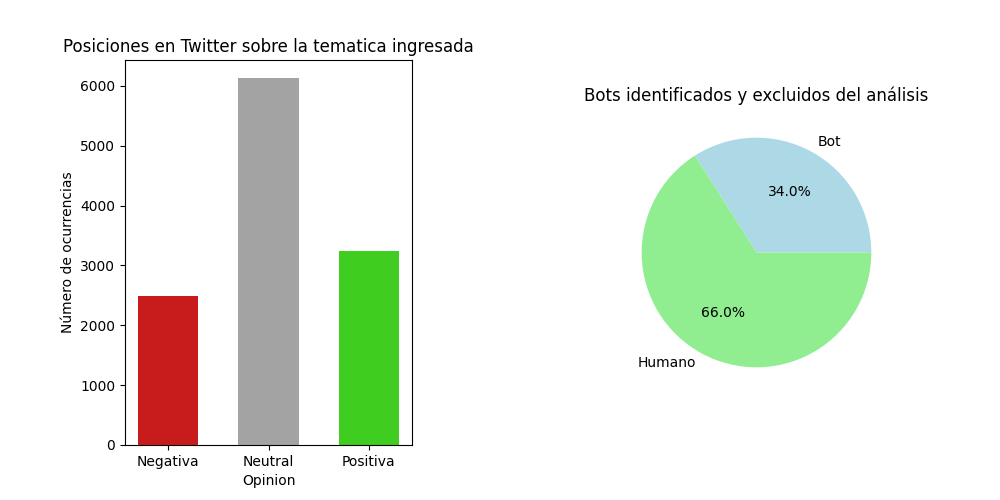 Posiciones en Twitter sobre la tematica ingresada
Número de ocurrencias
6000
5000
4000
3000
2000
1000
0
Negativa
Neutral
Positiva
Opinion
Bots identificados y excluidos del análisis
Bot
34.0%
66.0%
Humano